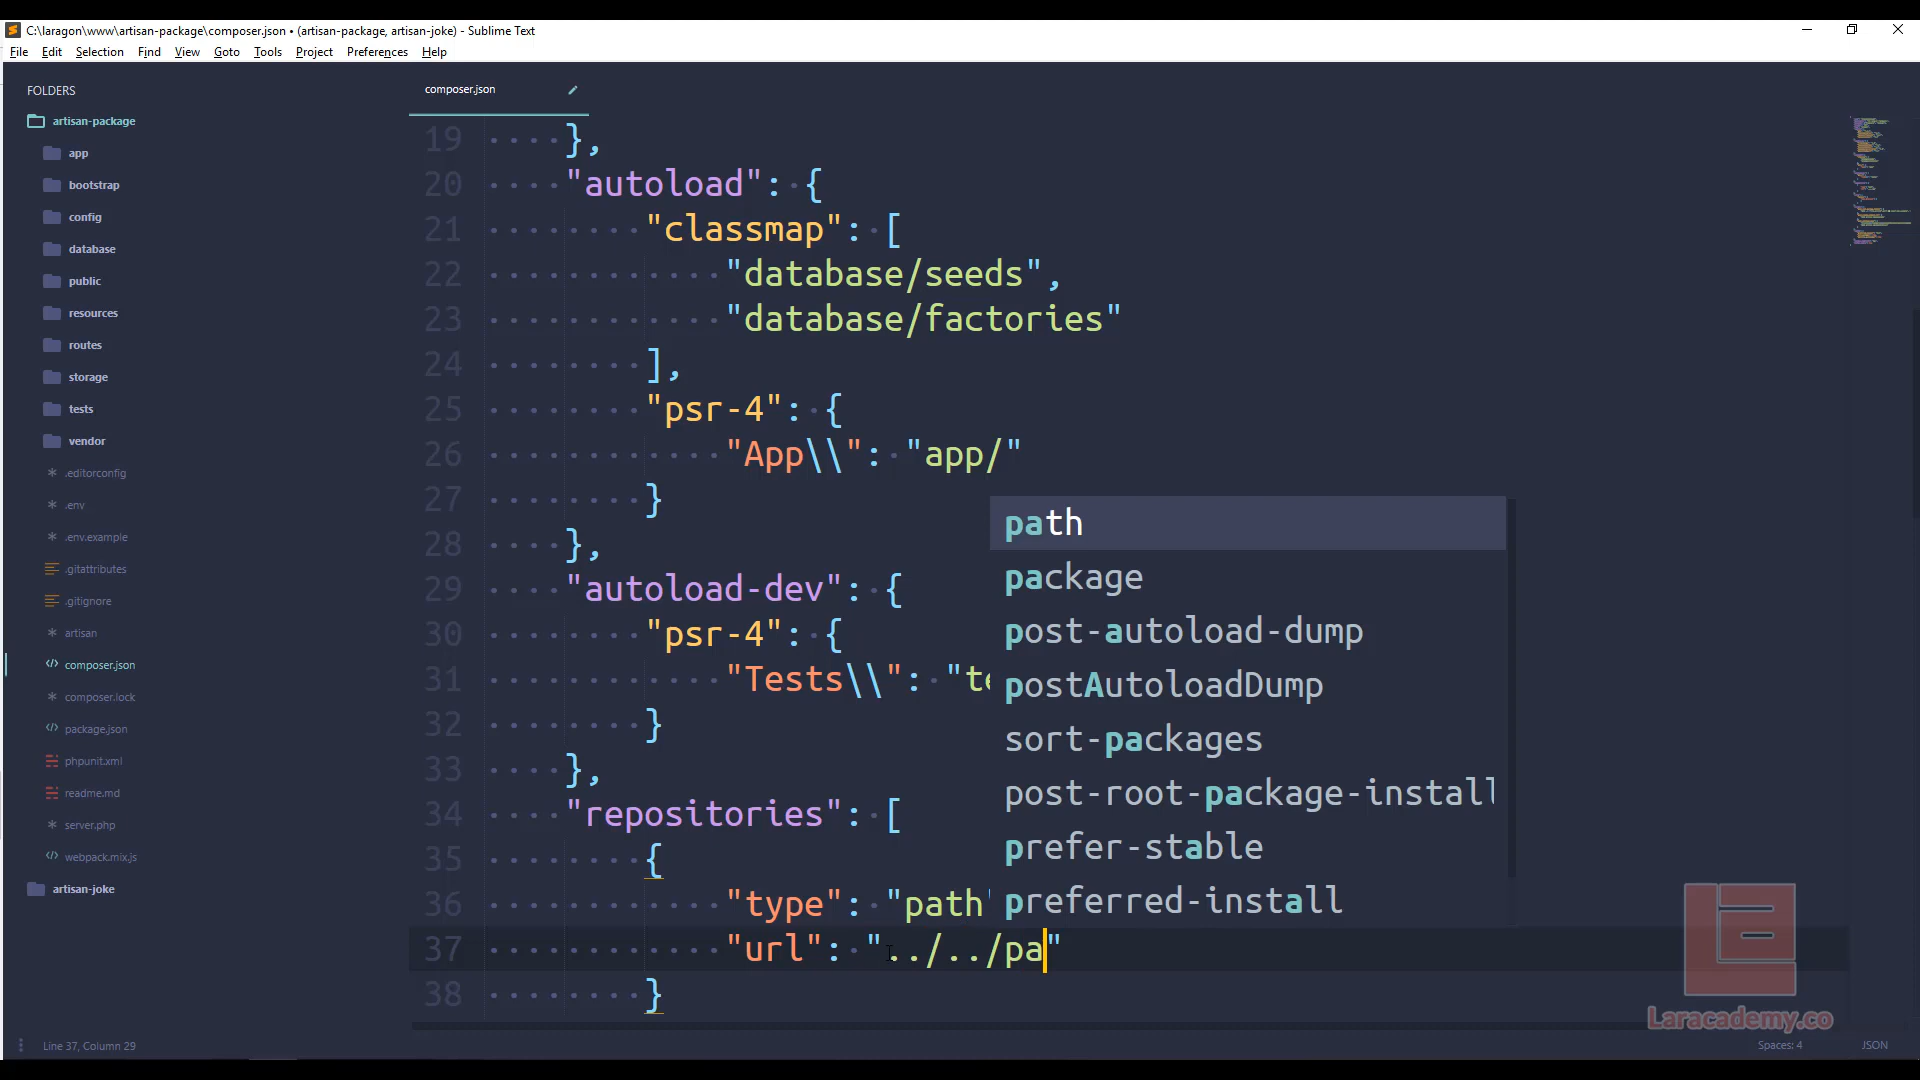 C:\laragon\www\artisan-package\composer.json • (artisan-package, artisan-joke) - Sublime Text
File Edit Selection Find View Goto Tools Project Preferences Help
FOLDERS
artisan-package
app
bootstrap
config
database
public
resources
routes
storage
tests
vendor
.editorconfig
.env
.env.example
.gitattributes
.gitignore
artisan
composer.json
composer.lock
package.json
phpunit.xml
readme.md
server.php
webpack.mix.js
artisan-joke
composer.json
19 },
20 "autoload": {
21 "classmap": [
22 "database/seeds",
23 "database/factories"
24 ],
25 "psr-4": {
26 "App\\": "app/"
27 }
28 },
29 "autoload-dev": {
30 "psr-4": {
31 "Tests\\": "te
32 }
33 },
34 "repositories": [
35 {
36 "type": "path"
37 "url": "../../pa"
38 }
path
package
post-autoload-dump
postAutoloadDump
sort-packages
post-root-package-install
prefer-stable
preferred-install
Laracademy.co
Line 37, Column 29
Spaces: 4
JSON